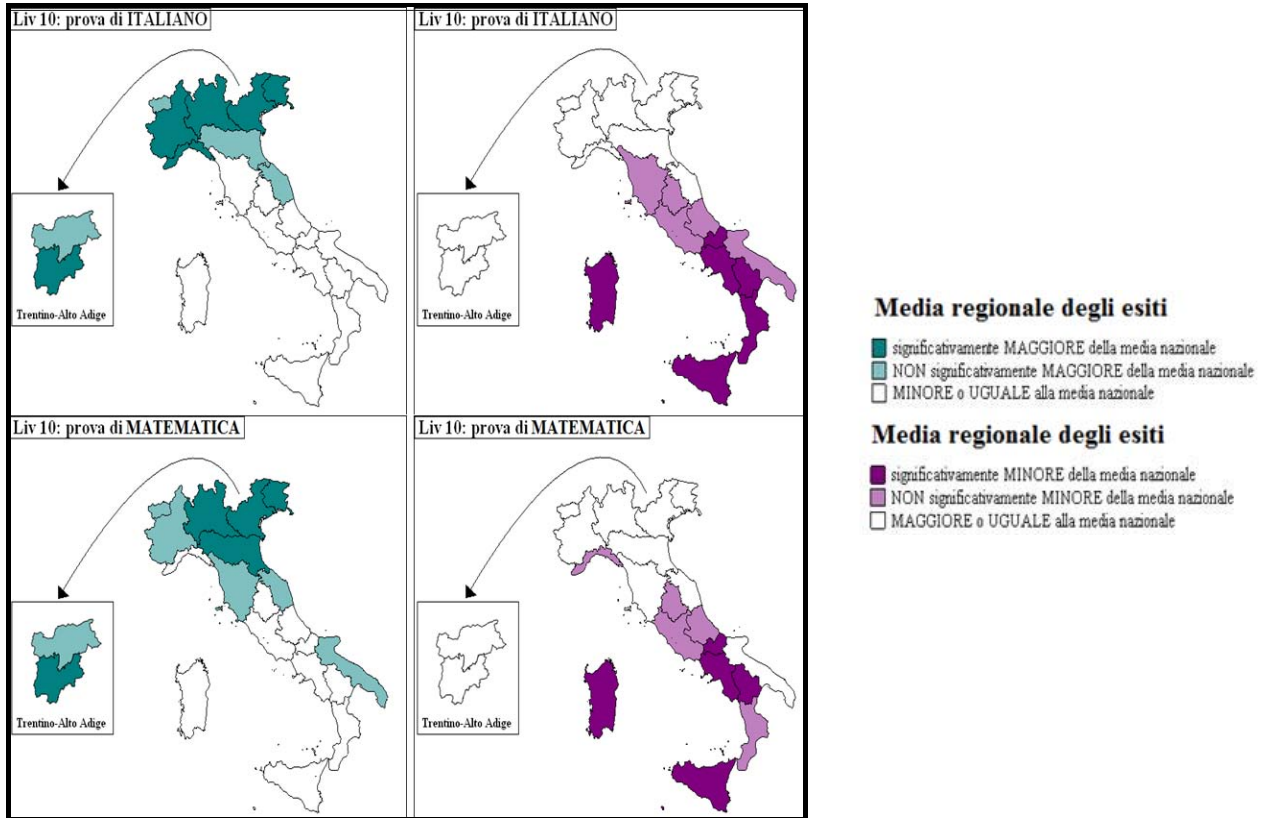 Liv 10: prova di ITALIANO
Liv 10: prova di ITALIANO
Trentino-Alto Adige
Trentino-Alto Adige
Liv 10: prova di MATEMATICA
Liv 10: prova di MATEMATICA
Trentino-Alto Adige
Trentino-Alto Adige
Media regionale degli esiti
significativamente MAGGIORE della media nazionale
NON significativamente MAGGIORE della media nazionale
MINORE o UGUALE alla media nazionale
Media regionale degli esiti
significativamente MINORE della media nazionale
NON significativamente MINORE della media nazionale
MAGGIORE o UGUALE alla media nazionale